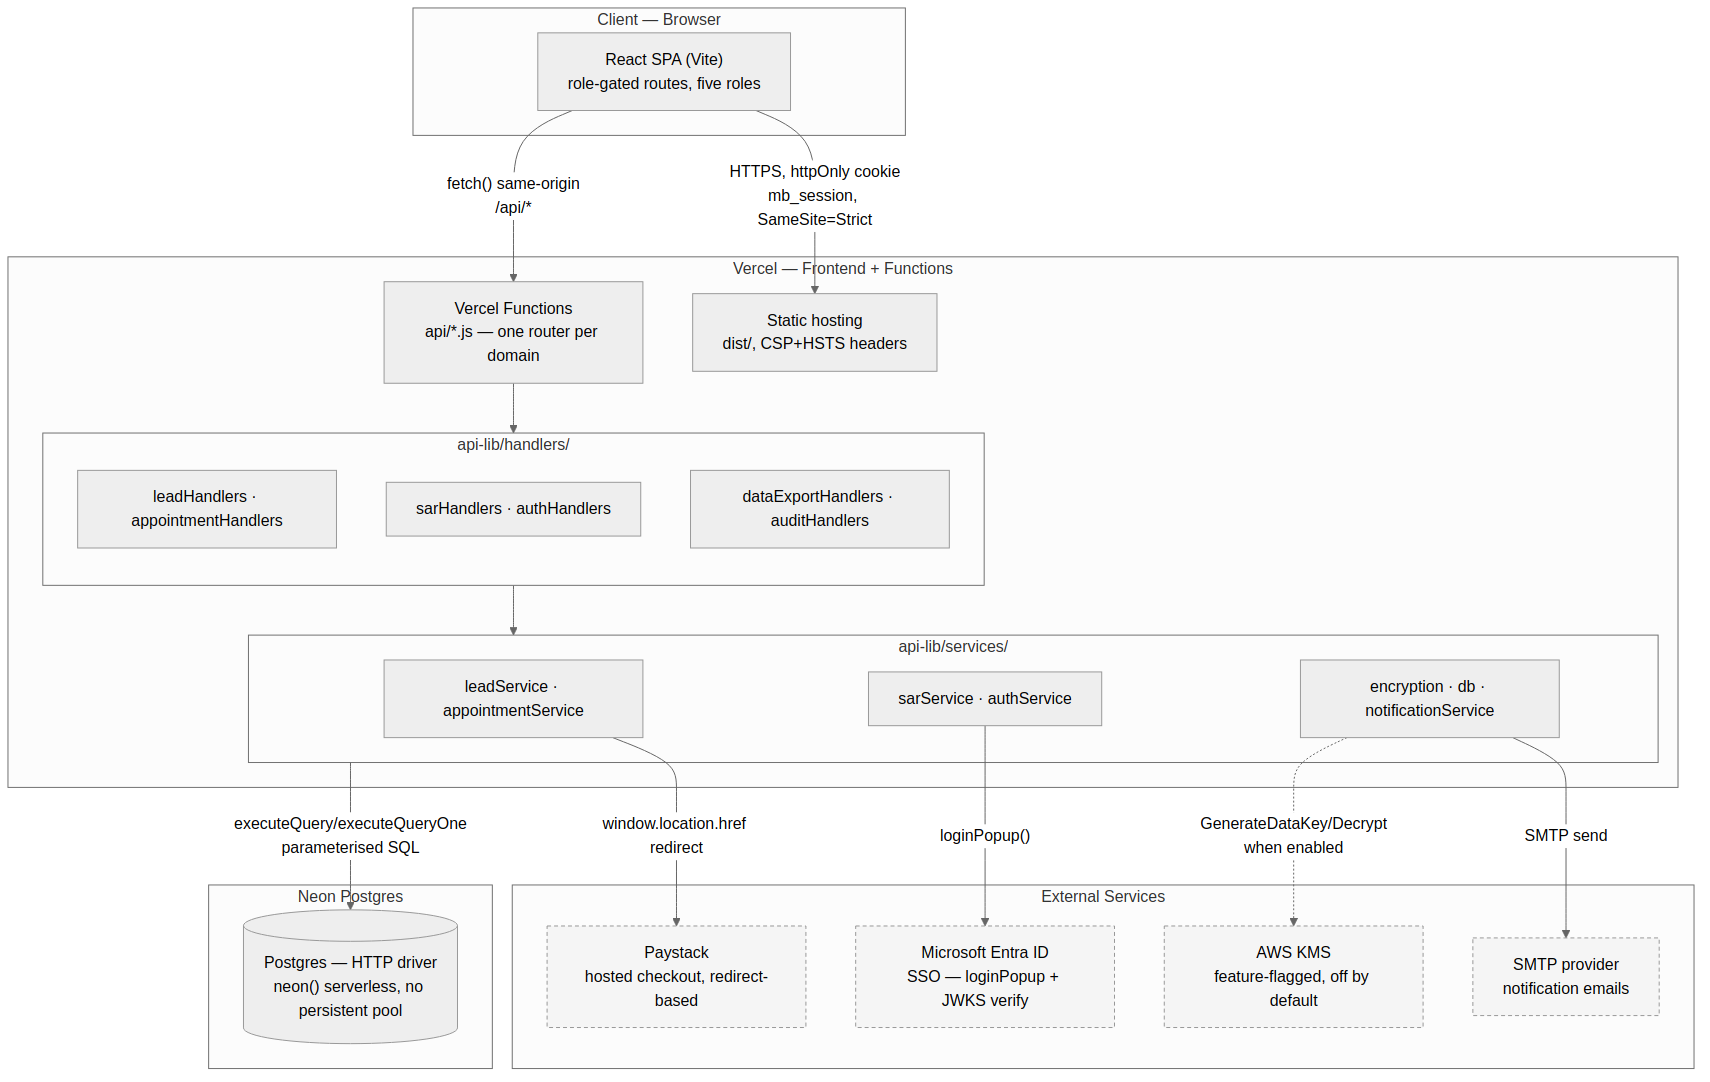 Client — Browser
React SPA (Vite)
role-gated routes, five roles
fetch() same-origin
/api/*
HTTPS, httpOnly cookie
mb_session,
SameSite=Strict
Vercel — Frontend + Functions
Vercel Functions
api/*.js — one router per
domain
Static hosting
dist/, CSP+HSTS headers
api-lib/handlers/
leadHandlers ·
appointmentHandlers
sarHandlers · authHandlers
dataExportHandlers ·
auditHandlers
api-lib/services/
leadService ·
appointmentService
sarService · authService
encryption · db ·
notificationService
executeQuery/executeQueryOne
parameterised SQL
window.location.href
redirect
loginPopup()
GenerateDataKey/Decrypt
when enabled
SMTP send
Neon Postgres
Postgres — HTTP driver
neon() serverless, no
persistent pool
External Services
Paystack
hosted checkout, redirect-
based
Microsoft Entra ID
SSO — loginPopup +
JWKS verify
AWS KMS
feature-flagged, off by
default
SMTP provider
notification emails